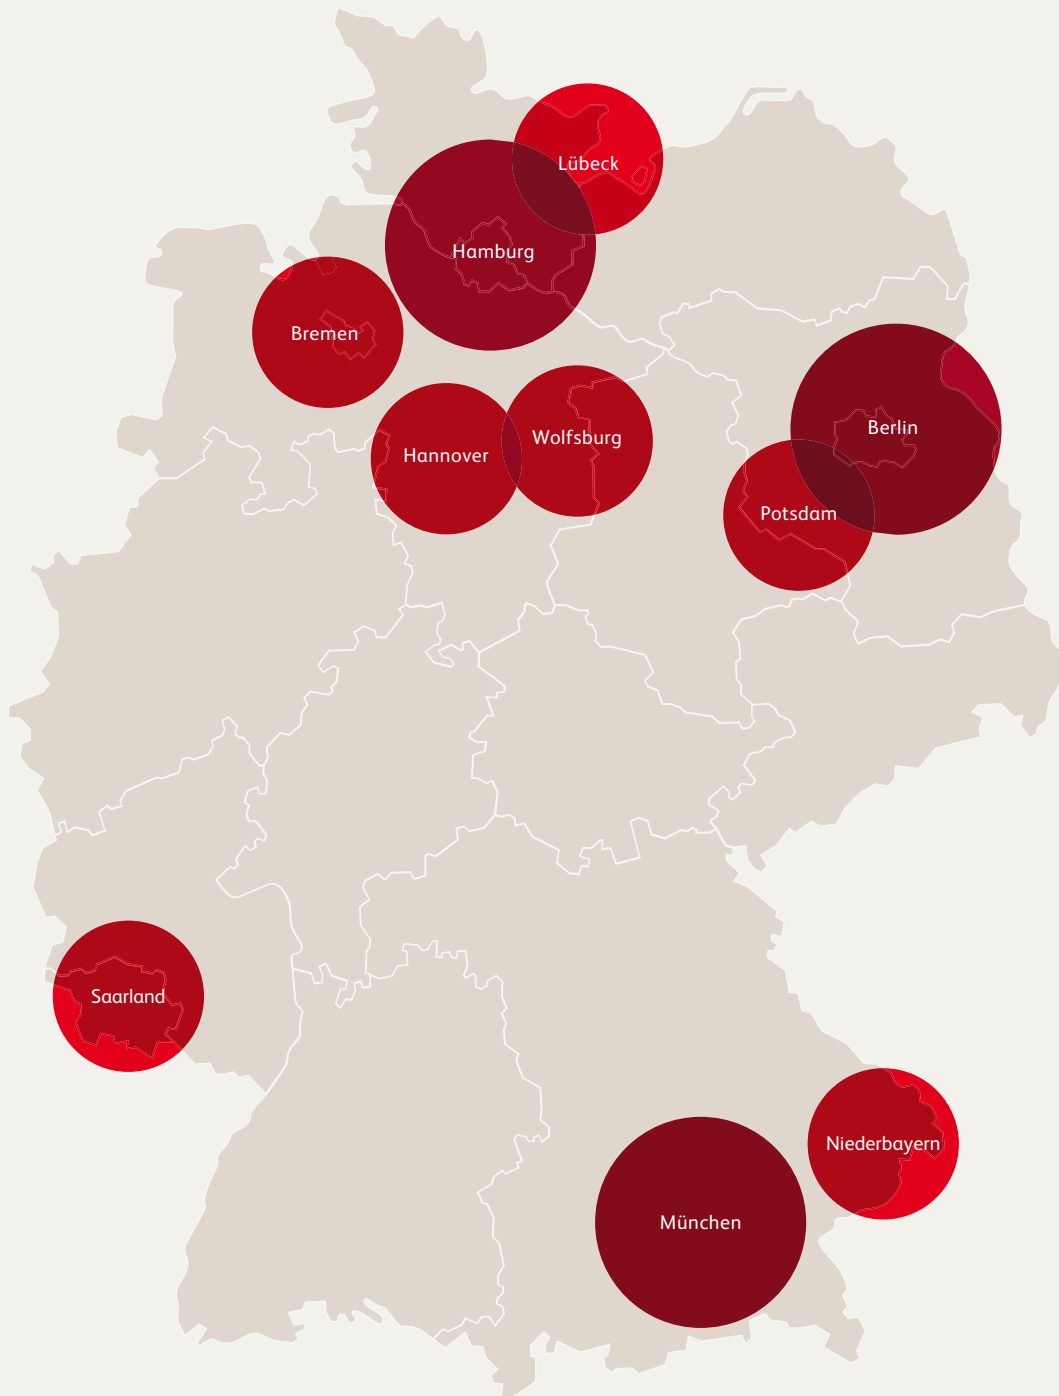 Lübeck
Hamburg
Bremen
Berlin
Wolfsburg
Hannover
Potsdam
Saarland
Niederbayern
München